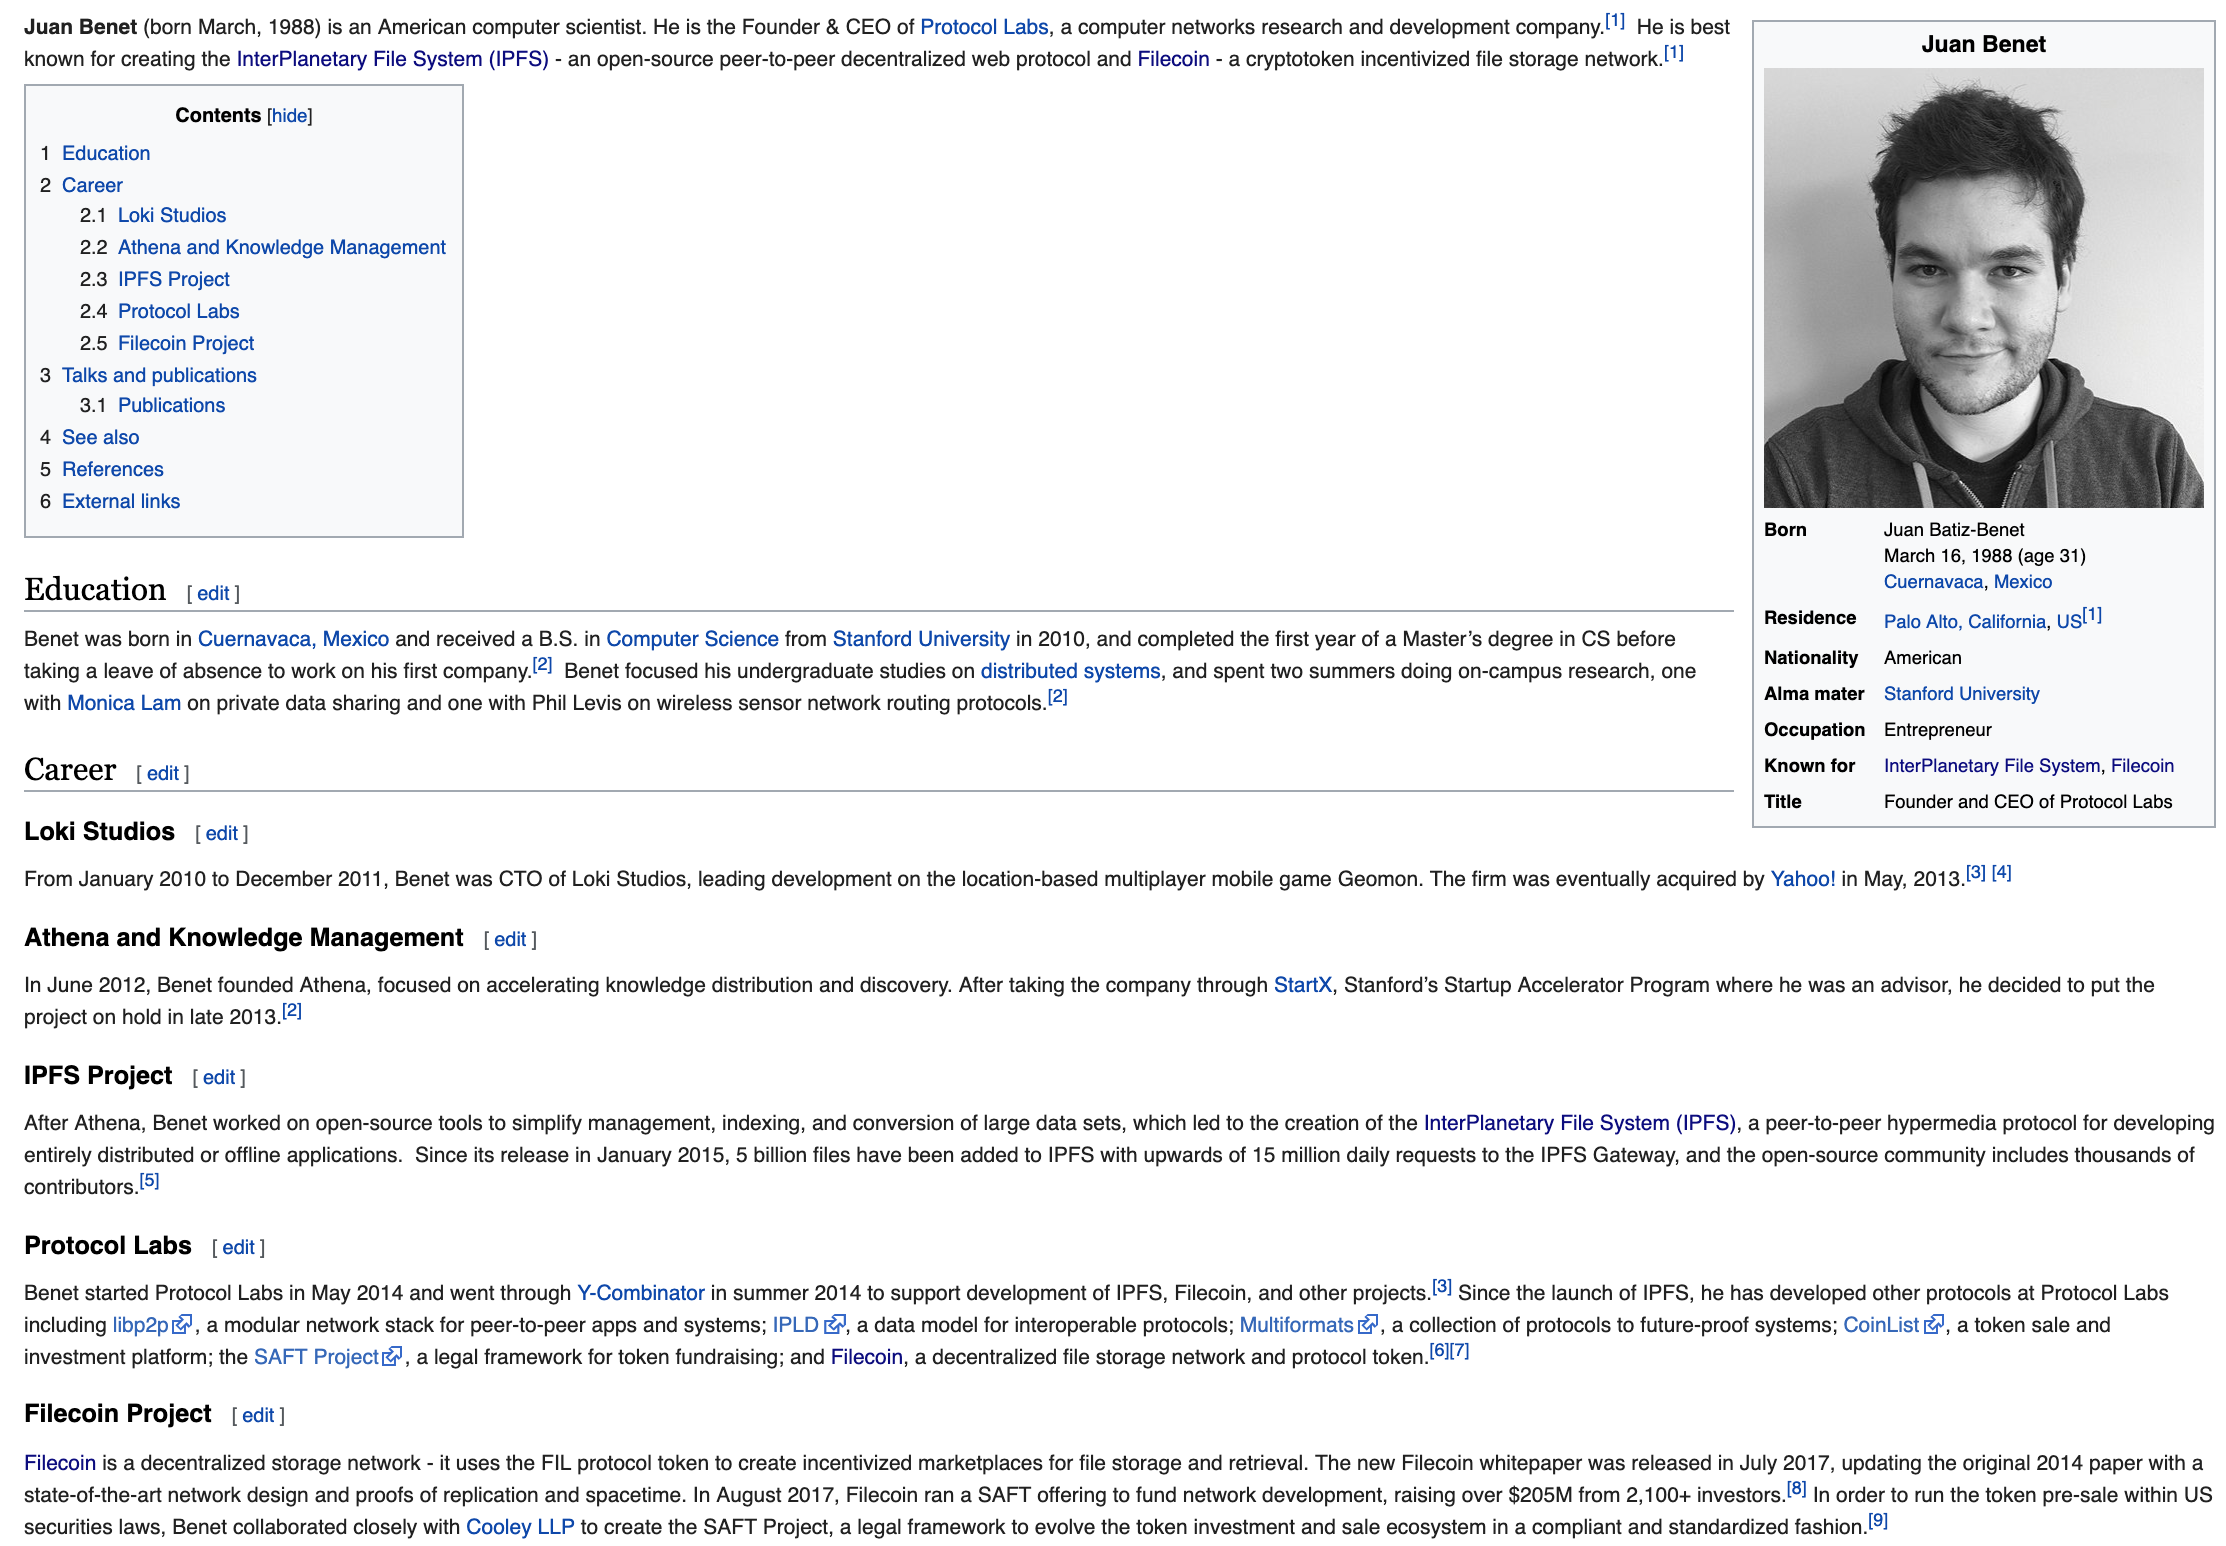 Juan Benet (born March, 1988) is an American computer scientist. He is the Founder & CEO of Protocol Labs, a computer networks research and development company.[1] He is best
known for creating the InterPlanetary File System (IPFS) - an open-source peer-to-peer decentralized web protocol and Filecoin - a cryptotoken incentivized file storage network.[1]
Contents [hide]
1 Education
2 Career
2.1 Loki Studios
2.2 Athena and Knowledge Management
2.3 IPFS Project
2.4 Protocol Labs
2.5 Filecoin Project
3 Talks and publications
3.1 Publications
4 See also
5 References
6 External links
Juan Benet
Born Juan Batiz-Benet
March 16, 1988 (age 31)
Cuernavaca, Mexico
Residence Palo Alto, California, US[1]
Nationality American
Alma mater Stanford University
Occupation Entrepreneur
Known for InterPlanetary File System, Filecoin
Title Founder and CEO of Protocol Labs
Education [ edit ]
Benet was born in Cuernavaca, Mexico and received a B.S. in Computer Science from Stanford University in 2010, and completed the first year of a Master’s degree in CS before
taking a leave of absence to work on his first company.[2] Benet focused his undergraduate studies on distributed systems, and spent two summers doing on-campus research, one
with Monica Lam on private data sharing and one with Phil Levis on wireless sensor network routing protocols.[2]
Career [ edit ]
Loki Studios [ edit ]
From January 2010 to December 2011, Benet was CTO of Loki Studios, leading development on the location-based multiplayer mobile game Geomon. The firm was eventually acquired by Yahoo! in May, 2013.[3] [4]
Athena and Knowledge Management [ edit ]
In June 2012, Benet founded Athena, focused on accelerating knowledge distribution and discovery. After taking the company through StartX, Stanford’s Startup Accelerator Program where he was an advisor, he decided to put the
project on hold in late 2013.[2]
IPFS Project [ edit ]
After Athena, Benet worked on open-source tools to simplify management, indexing, and conversion of large data sets, which led to the creation of the InterPlanetary File System (IPFS), a peer-to-peer hypermedia protocol for developing
entirely distributed or offline applications. Since its release in January 2015, 5 billion files have been added to IPFS with upwards of 15 million daily requests to the IPFS Gateway, and the open-source community includes thousands of
contributors.[5]
Protocol Labs [ edit ]
Benet started Protocol Labs in May 2014 and went through Y-Combinator in summer 2014 to support development of IPFS, Filecoin, and other projects.[3] Since the launch of IPFS, he has developed other protocols at Protocol Labs
including libp2p, a modular network stack for peer-to-peer apps and systems; IPLD, a data model for interoperable protocols; Multiformats, a collection of protocols to future-proof systems; CoinList, a token sale and
investment platform; the SAFT Project, a legal framework for token fundraising; and Filecoin, a decentralized file storage network and protocol token.[6][7]
Filecoin Project [ edit ]
Filecoin is a decentralized storage network - it uses the FIL protocol token to create incentivized marketplaces for file storage and retrieval. The new Filecoin whitepaper was released in July 2017, updating the original 2014 paper with a
state-of-the-art network design and proofs of replication and spacetime. In August 2017, Filecoin ran a SAFT offering to fund network development, raising over $205M from 2,100+ investors.[8] In order to run the token pre-sale within US
securities laws, Benet collaborated closely with Cooley LLP to create the SAFT Project, a legal framework to evolve the token investment and sale ecosystem in a compliant and standardized fashion.[9]